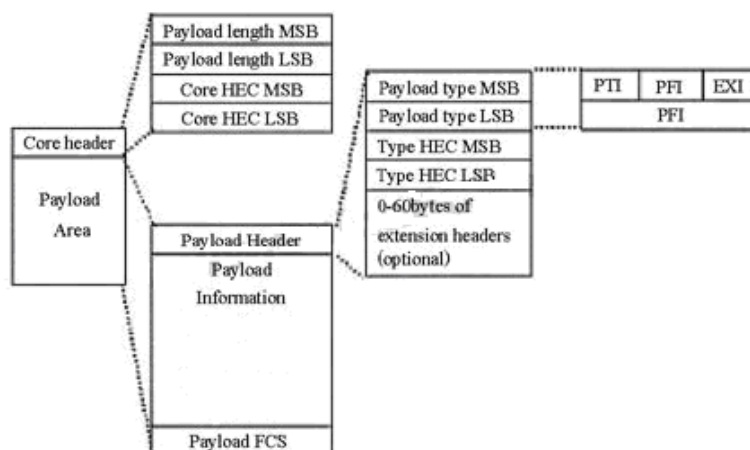 Payload length MSB
Payload length LSB
Core HEC MSB
Core HEC LSB
Core header
Payload
Area
Payload Header
Payload
Information
Payload FCS
Payload type MSB
Payload type LSB
Type HEC MSB
Type HEC LSB
0-60bytes of
extension headers
(optional)
PTI PFI EXI
PFI